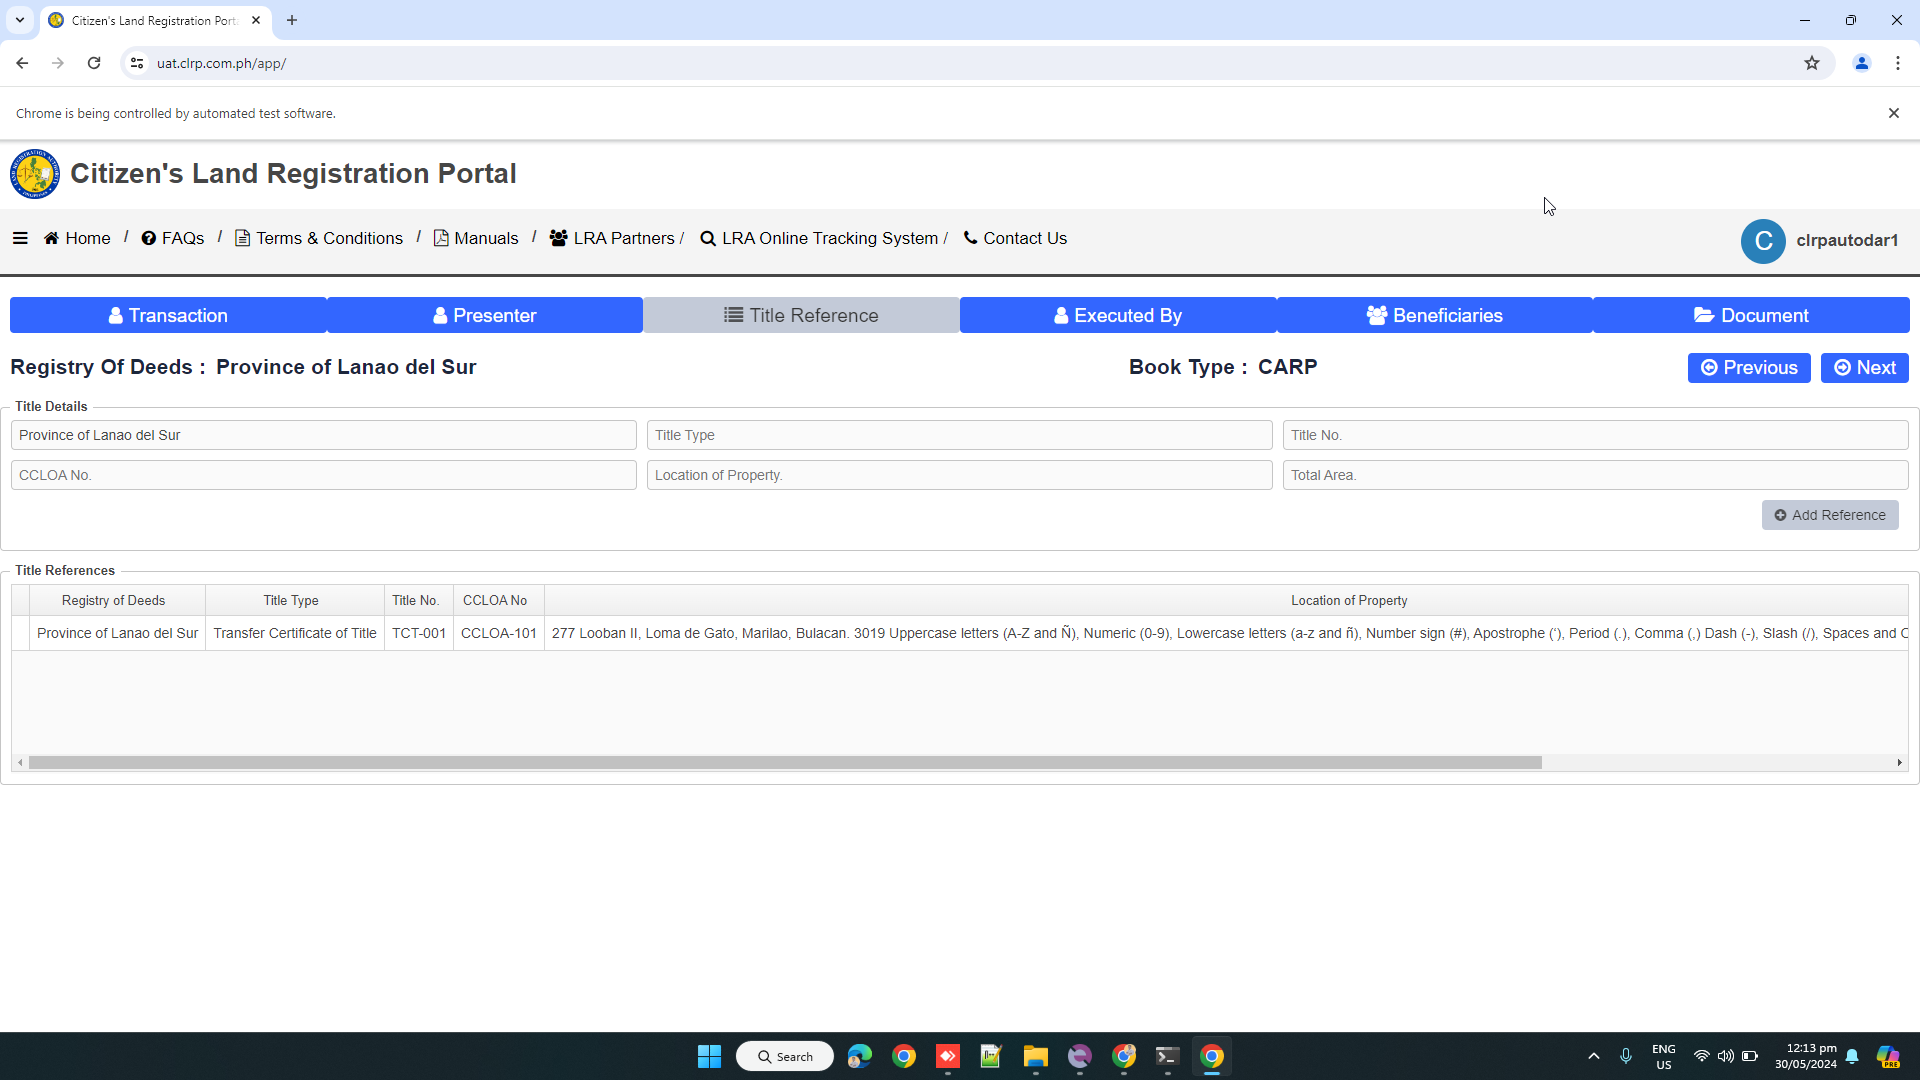 Citizen's Land Registration Porta
uat.clrp.com.ph/app/
Chrome is being controlled by automated test software.
Citizen's Land Registration Portal
Home / FAQs / Terms & Conditions / Manuals / LRA Partners / LRA Online Tracking System / Contact Us
C clrpautodar1
Transaction Presenter Title Reference Executed By Beneficiaries Document
Registry Of Deeds : Province of Lanao del Sur Book Type : CARP Previous Next
Title Details
Province of Lanao del Sur Title Type Title No.
CCLOA No. Location of Property. Total Area.
Add Reference
Title References
Registry of Deeds Title Type Title No. CCLOA No Location of Property
Province of Lanao del Sur Transfer Certificate of Title TCT-001 CCLOA-101 277 Looban II, Loma de Gato, Marilao, Bulacan. 3019 Uppercase letters (A-Z and Ñ), Numeric (0-9), Lowercase letters (a-z and ñ), Number sign (#), Apostrophe (‘), Period (.), Comma (,) Dash (-), Slash (/), Spaces and
Search
ENG
US
12:13 pm
30/05/2024
PRE